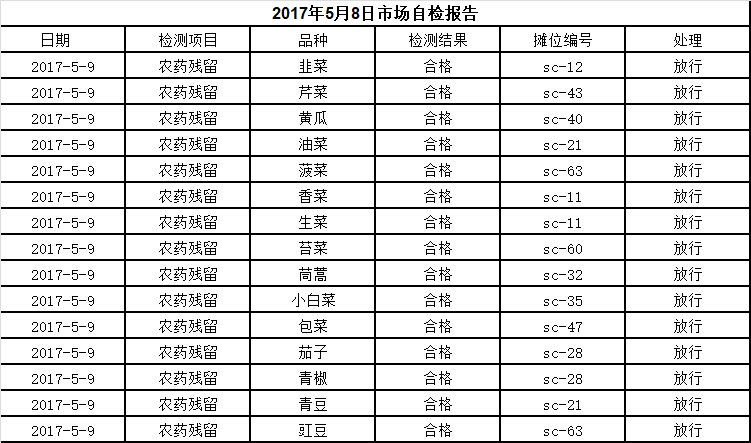 2017年5月8日市场自检报告
日期 检测项目 品种 检测结果 摊位编号 处理
2017-5-9 农药残留 韭菜 合格 sc-12 放行
2017-5-9 农药残留 芹菜 合格 sc-43 放行
2017-5-9 农药残留 黄瓜 合格 sc-40 放行
2017-5-9 农药残留 油菜 合格 sc-21 放行
2017-5-9 农药残留 菠菜 合格 sc-63 放行
2017-5-9 农药残留 香菜 合格 sc-11 放行
2017-5-9 农药残留 生菜 合格 sc-11 放行
2017-5-9 农药残留 苔菜 合格 sc-60 放行
2017-5-9 农药残留 茼蒿 合格 sc-32 放行
2017-5-9 农药残留 小白菜 合格 sc-35 放行
2017-5-9 农药残留 包菜 合格 sc-47 放行
2017-5-9 农药残留 茄子 合格 sc-28 放行
2017-5-9 农药残留 青椒 合格 sc-28 放行
2017-5-9 农药残留 青豆 合格 sc-21 放行
2017-5-9 农药残留 豇豆 合格 sc-63 放行